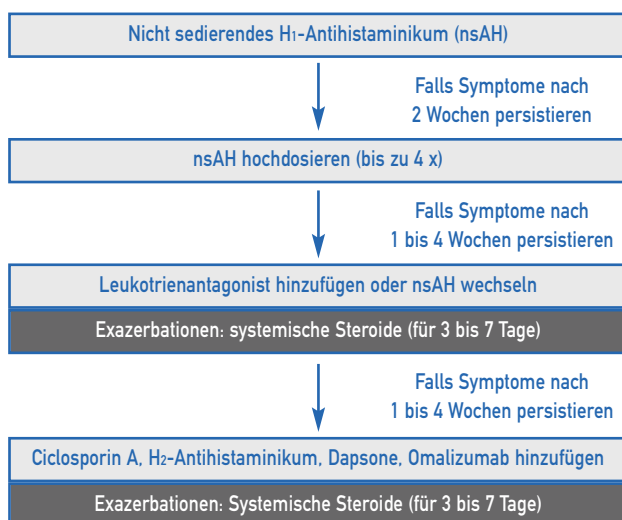 Nicht sedierendes H1-Antihistaminikum (nsAH)
Falls Symptome nach
2 Wochen persistieren
nsAH hochdosieren (bis zu 4 x)
Falls Symptome nach
1 bis 4 Wochen persistieren
Leukotrienantagonist hinzufügen oder nsAH wechseln
Exazerbationen: systemische Steroide (für 3 bis 7 Tage)
Falls Symptome nach
1 bis 4 Wochen persistieren
Ciclosporin A, H2-Antihistaminikum, Dapsone, Omalizumab hinzufügen
Exazerbationen: Systemische Steroide (für 3 bis 7 Tage)